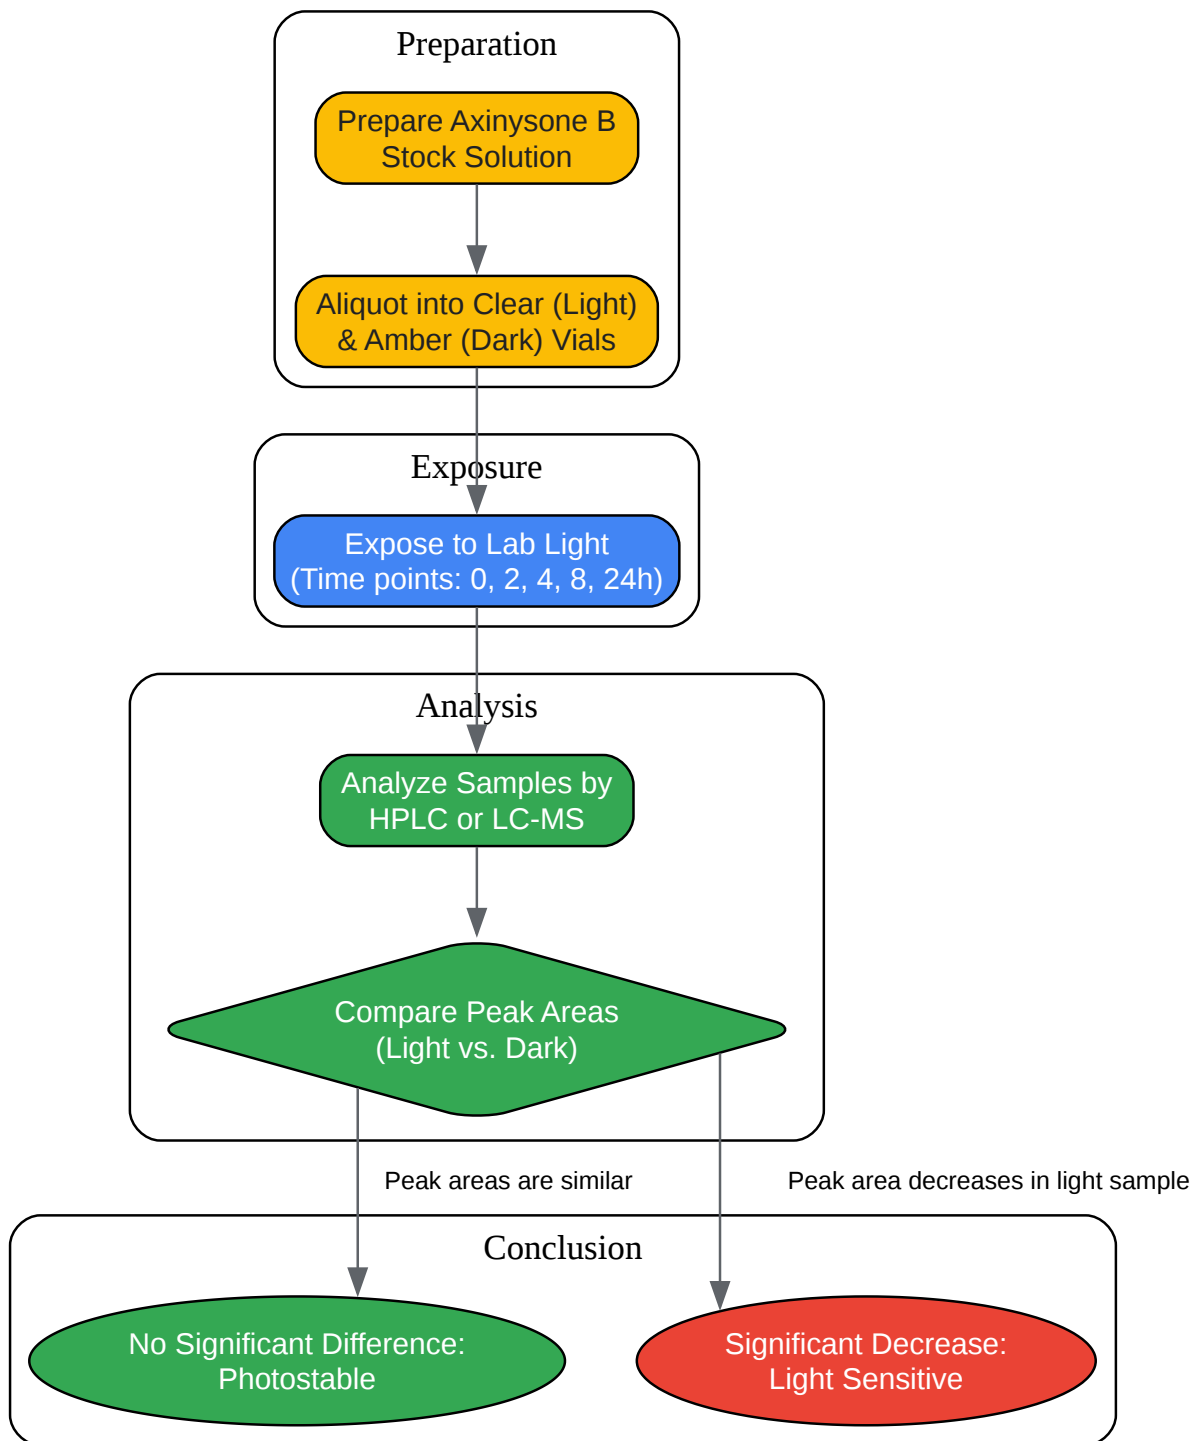 Preparation
Prepare Axinysone B
Stock Solution
Aliquot into Clear (Light)
& Amber (Dark) Vials
Exposure
Expose to Lab Light
(Time points: 0, 2, 4, 8, 24h)
Analysis
Analyze Samples by
HPLC or LC-MS
Compare Peak Areas
(Light vs. Dark)
Peak areas are similar
Peak area decreases in light sample
Conclusion
No Significant Difference:
Photostable
Significant Decrease:
Light Sensitive